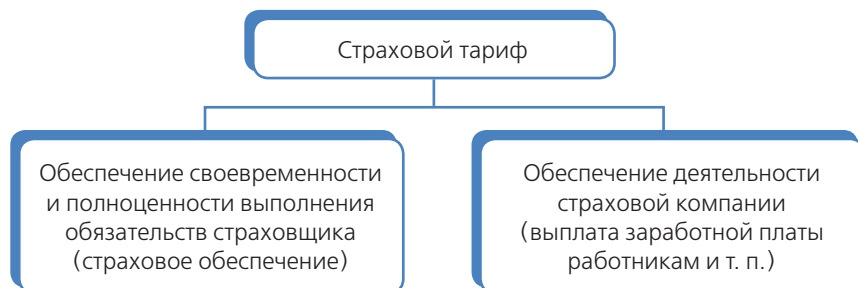 Страховой тариф
Обеспечение своевременности
и полноценности выполнения
обязательств страховщика
(страховое обеспечение)
Обеспечение деятельности
страховой компании
(выплата заработной платы
работникам и т. п.)